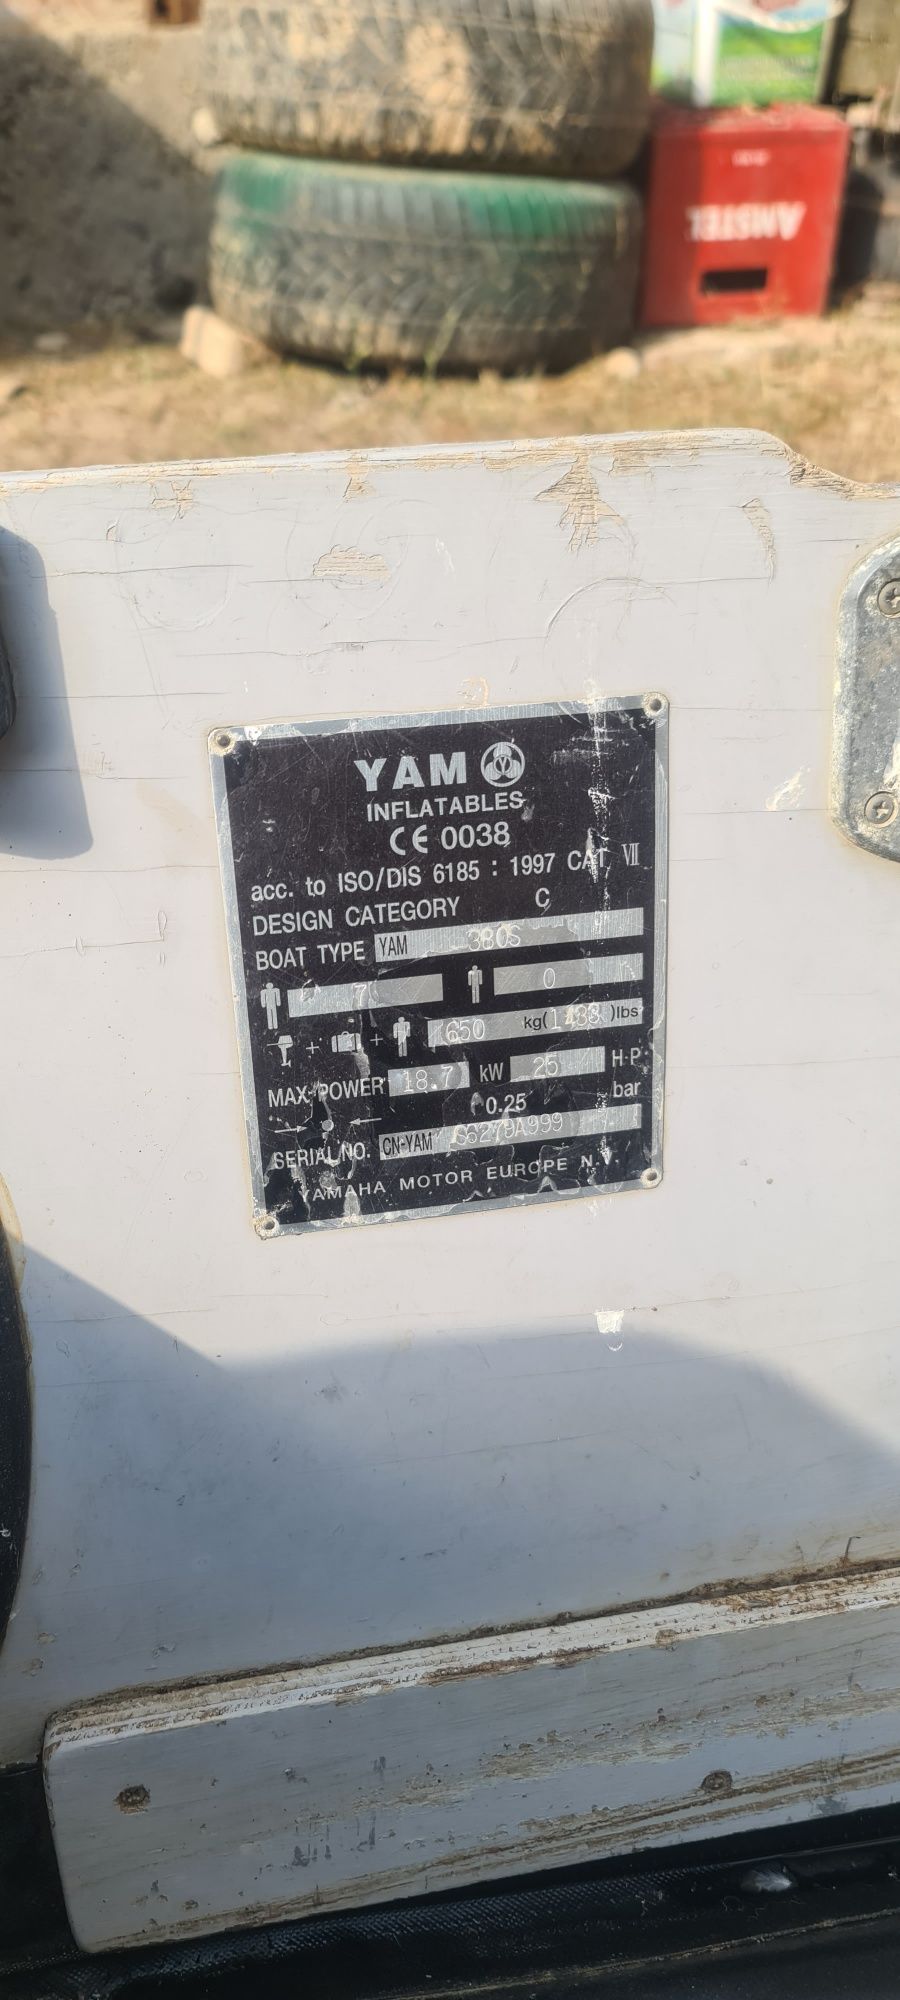 AMSTEL
YAM
INFLATABLES
CE 0038
acc. to ISO/DIS 6185 : 1997 CAT. VII
DESIGN CATEGORY C
BOAT TYPE YAM 380S
7 0
+ + 650 kg(1433)lbs
MAX-POWER 18.7 kW 25 H·P
0.25 bar
SERIAL NO. CN-YAM S6279A999
YAMAHA MOTOR EUROPE N.V.